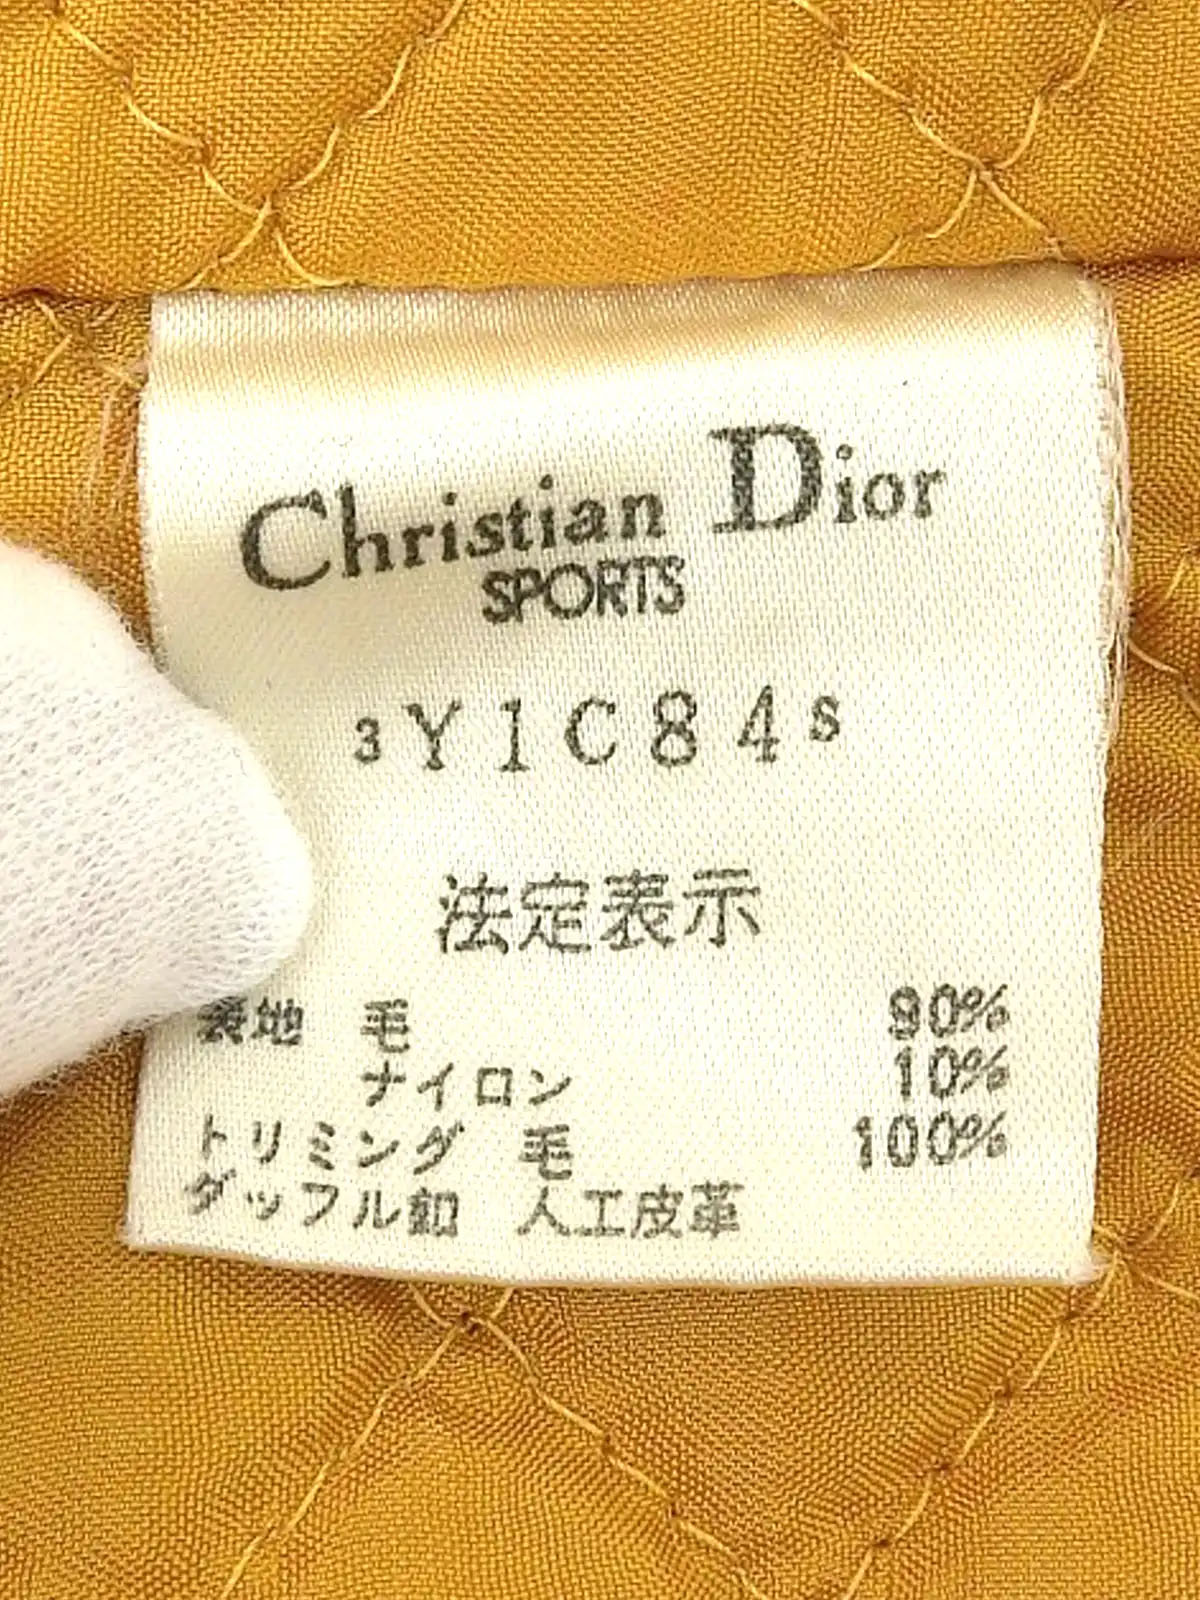 Christian Dior
SPORTS
3Y1C84s
法定表示
表地 毛 90%
ナイロン 10%
トリミング 毛 100%
ダッフル釦 人工皮革